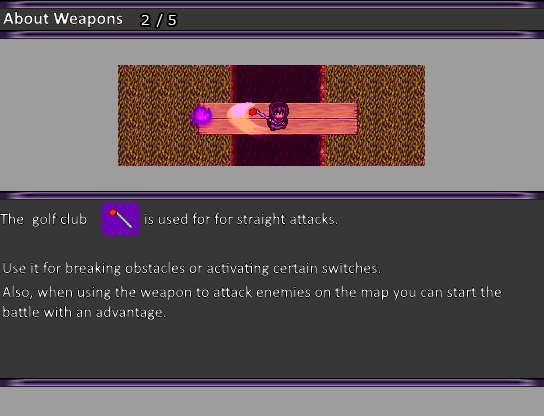 About Weapons 2 / 5
The golf club is used for for straight attacks.
Use it for breaking obstacles or activating certain switches.
Also, when using the weapon to attack enemies on the map you can start the
battle with an advantage.